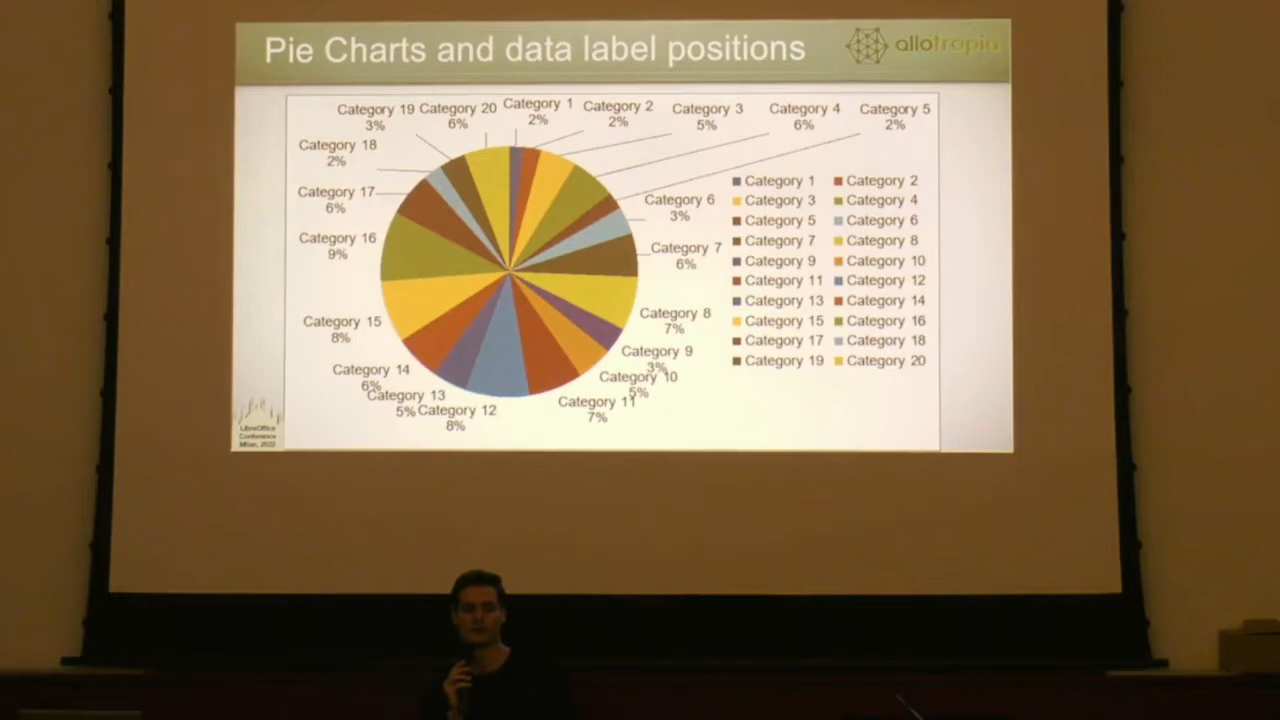 Pie Charts and data label positions
allotropia
Category 19
3%
Category 20
6%
Category 1
2%
Category 2
2%
Category 3
5%
Category 4
6%
Category 5
2%
Category 18
2%
Category 17
6%
Category 16
9%
Category 15
8%
Category 14
6%
Category 13
5%
Category 12
8%
Category 11
7%
Category 10
5%
Category 9
3%
Category 8
7%
Category 7
6%
Category 6
3%
Category 1 Category 2
Category 3 Category 4
Category 5 Category 6
Category 7 Category 8
Category 9 Category 10
Category 11 Category 12
Category 13 Category 14
Category 15 Category 16
Category 17 Category 18
Category 19 Category 20
LibreOffice
Conference
Milan, 2022